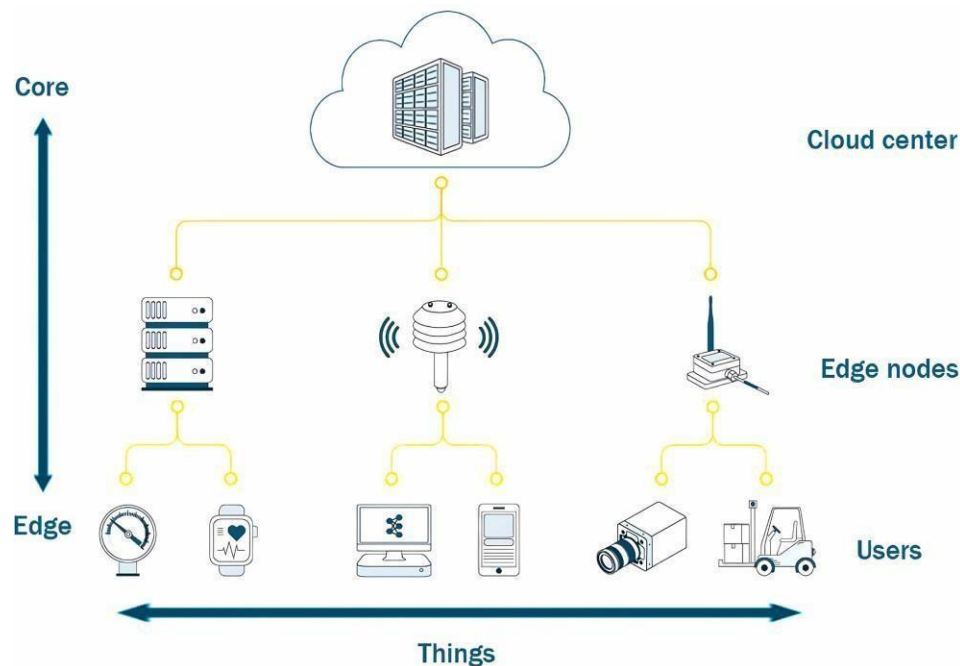 Core
Cloud center
Edge nodes
Edge
Users
Things